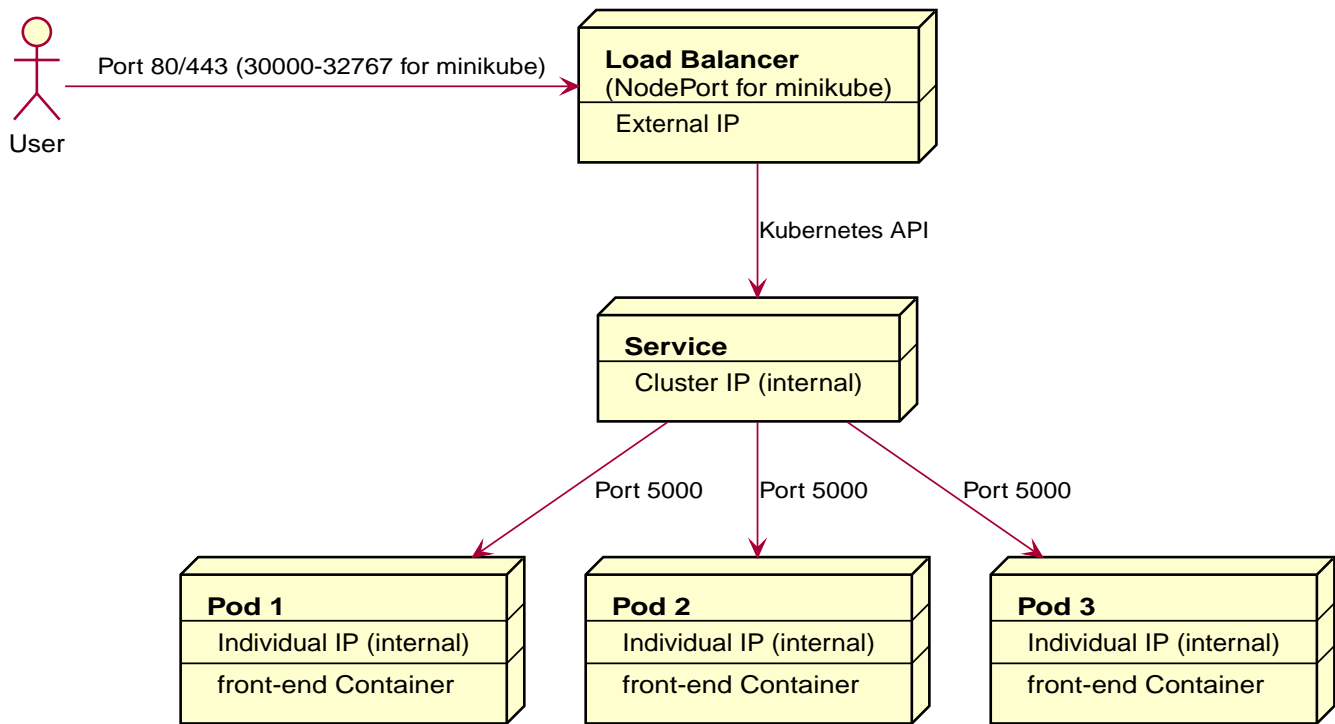 Port 80/443 (30000-32767 for minikube)
User
Load Balancer
(NodePort for minikube)
External IP
Kubernetes API
Service
Cluster IP (internal)
Port 5000
Port 5000
Port 5000
Pod 1
Individual IP (internal)
front-end Container
Pod 2
Individual IP (internal)
front-end Container
Pod 3
Individual IP (internal)
front-end Container